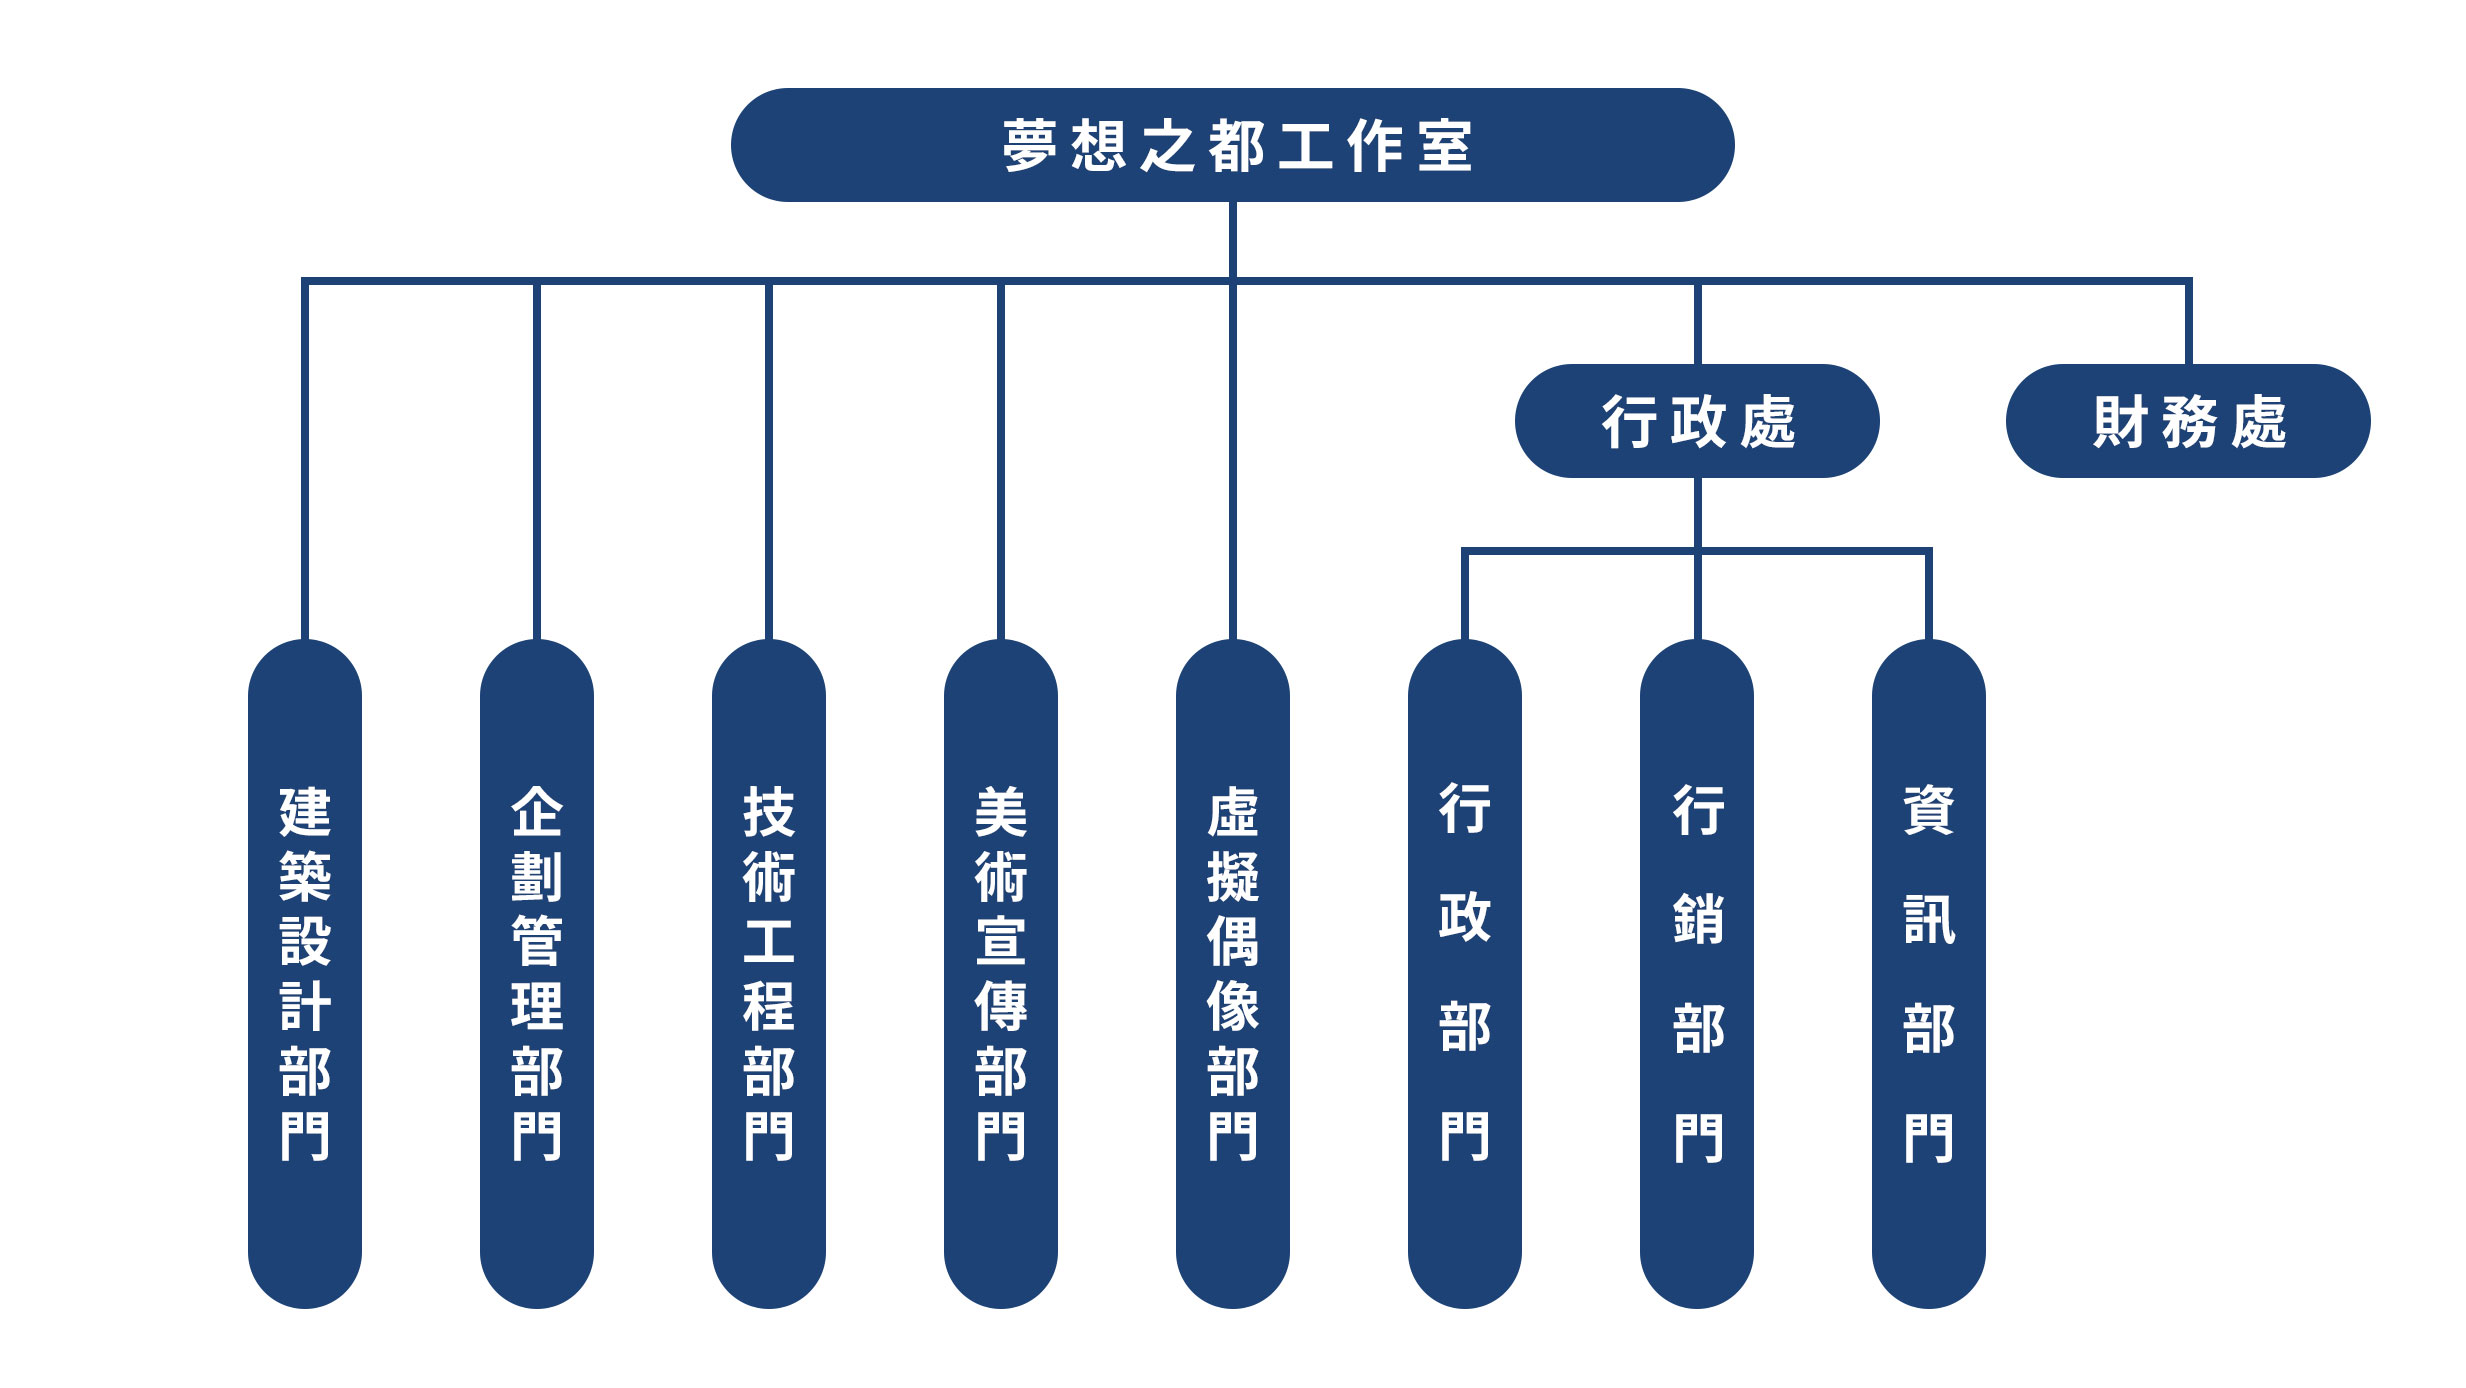 夢想之都工作室
行政處
財務處
建築設計部門
企劃管理部門
技術工程部門
美術宣傳部門
虛擬偶像部門
行政部門
行銷部門
資訊部門